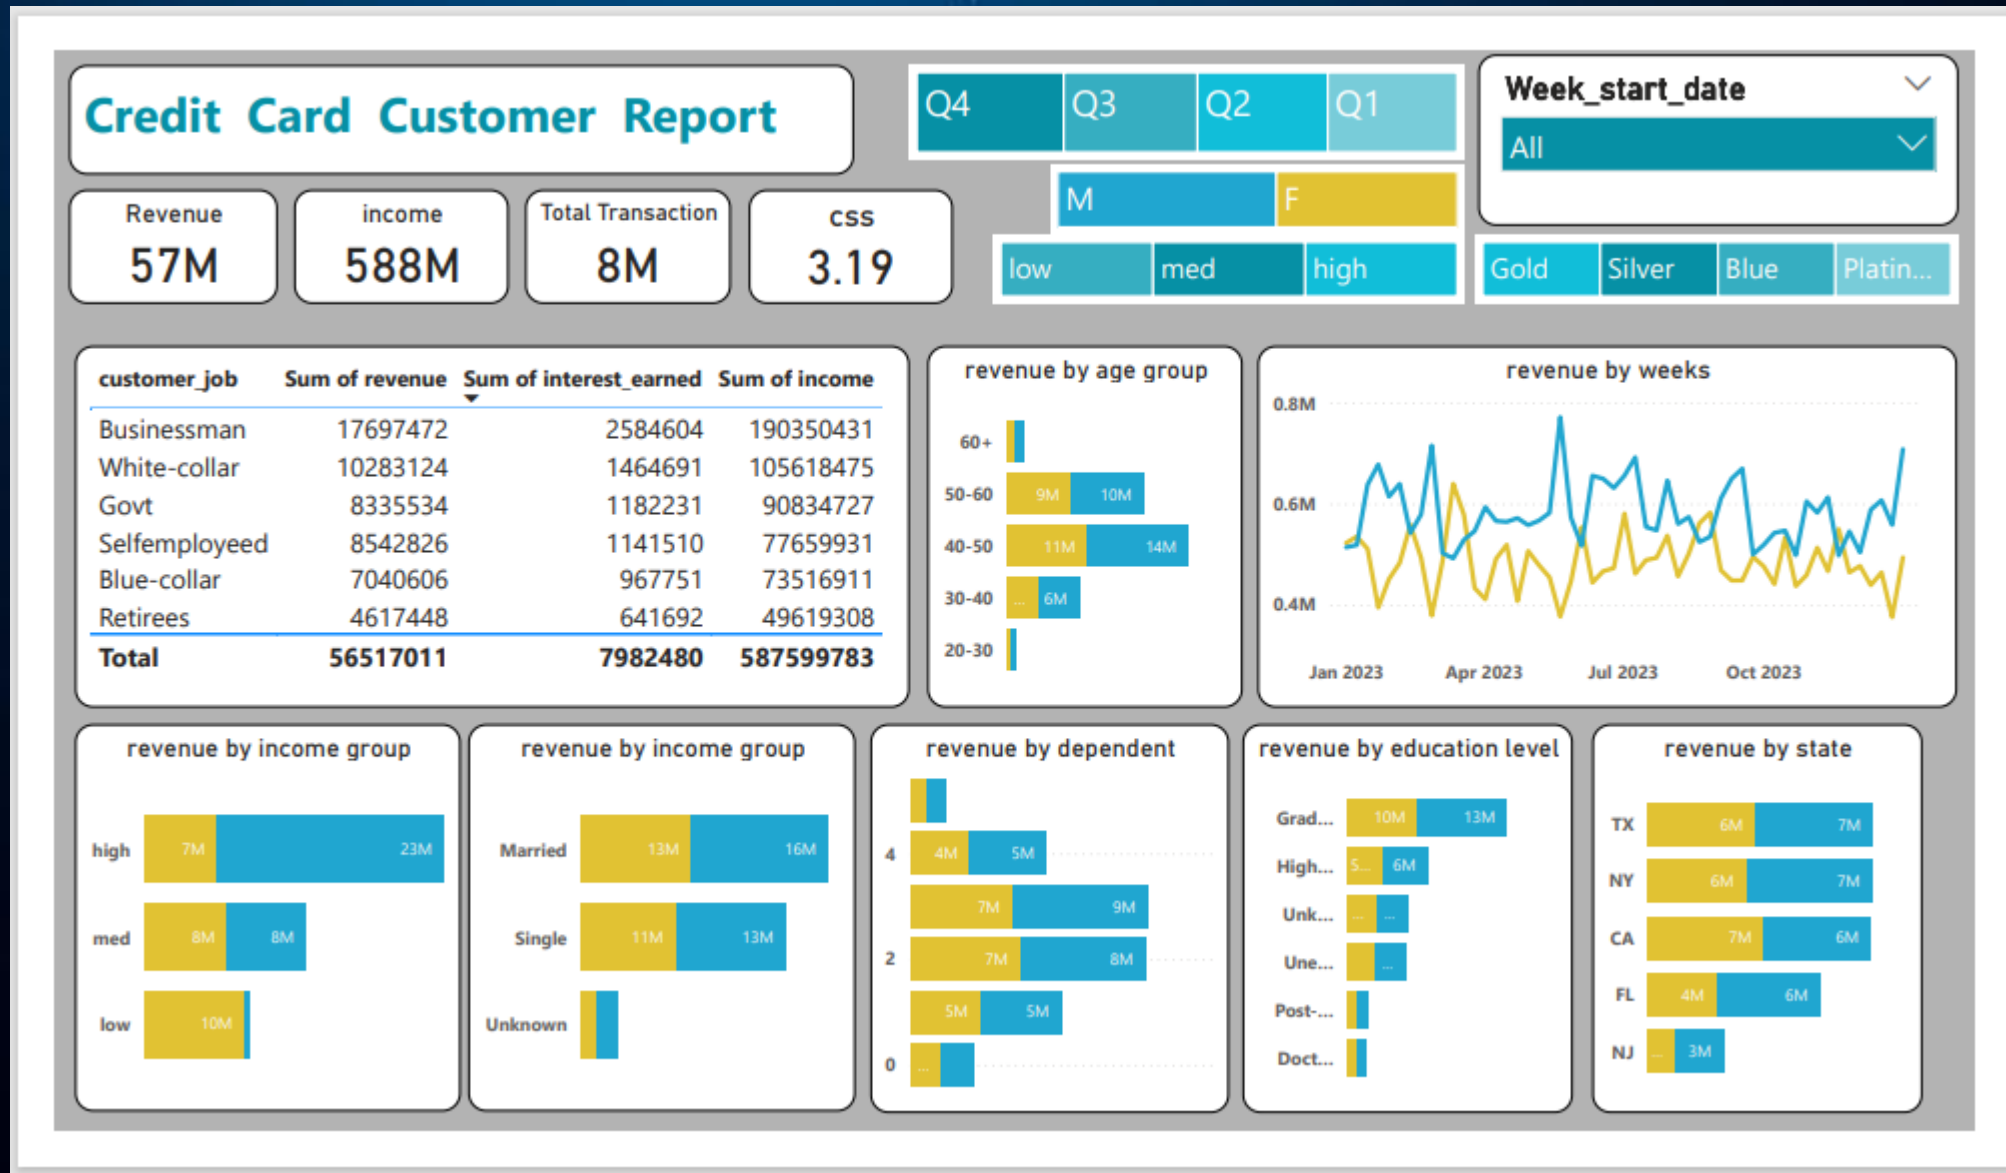 Credit Card Customer Report
Q4 Q3 Q2 Q1
Week_start_date
All
M F
Revenue
57M
income
588M
Total Transaction
8M
CSS
3.19
low med high
Gold Silver Blue Platin...
customer_job Sum of revenue Sum of interest_earned Sum of income
Businessman 17697472 2584604 190350431
White-collar 10283124 1464691 105618475
Govt 8335534 1182231 90834727
Selfemployeed 8542826 1141510 77659931
Blue-collar 7040606 967751 73516911
Retirees 4617448 641692 49619308
Total 56517011 7982480 587599783
revenue by age group
60+
50-60 9M 10M
40-50 11M 14M
30-40 ... 6M
20-30
revenue by weeks
0.8M
0.6M
0.4M
Jan 2023 Apr 2023 Jul 2023 Oct 2023
revenue by income group
high 7M 23M
med 8M 8M
low 10M
revenue by income group
Married 13M 16M
Single 11M 13M
Unknown
revenue by dependent
4 4M 5M
7M 9M
2 7M 8M
5M 5M
0 ...
revenue by education level
Grad... 10M 13M
High... 5... 6M
Unk... ... ...
Une... ...
Post-...
Doct...
revenue by state
TX 6M 7M
NY 6M 7M
CA 7M 6M
FL 4M 6M
NJ ... 3M